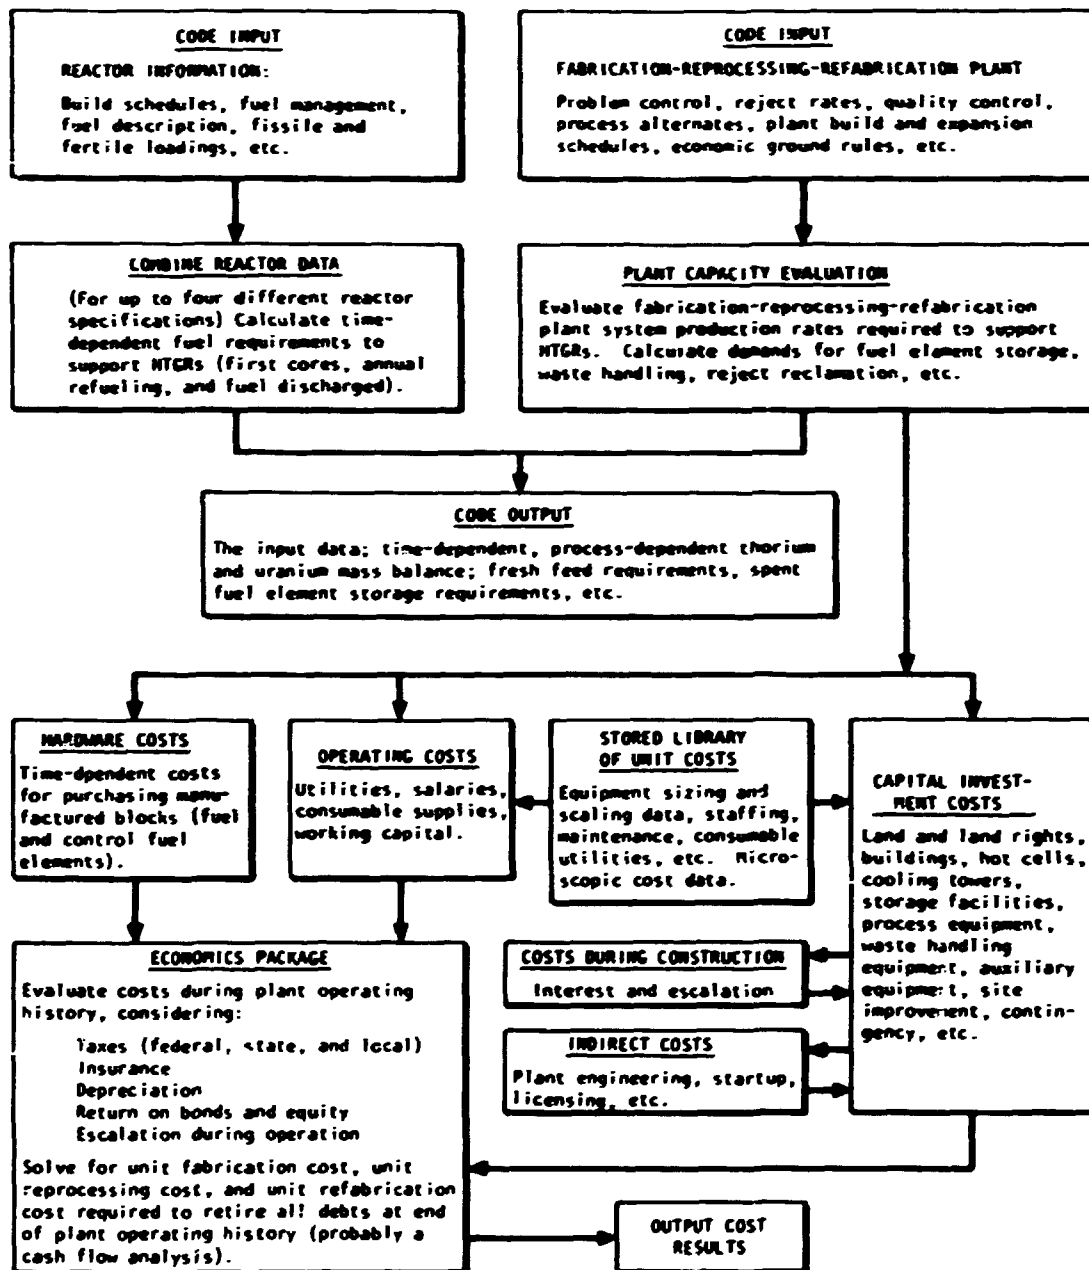 CODE INPUT
REACTOR INFORMATION:
Build schedules, fuel management,
fuel description, fissile and
fertile loadings, etc.
CODE INPUT
FABRICATION-REPROCESSING-REFABRICATION PLANT
Problem control, reject rates, quality control,
process alternates, plant build and expansion
schedules, economic ground rules, etc.
COMBINE REACTOR DATA
(For up to four different reactor
specifications) Calculate time-
dependent fuel requirements to
support HTGRs (first cores, annual
refueling, and fuel discharged).
PLANT CAPACITY EVALUATION
Evaluate fabrication-reprocessing-refabrication
plant system production rates required to support
HTGRs. Calculate demands for fuel element storage,
waste handling, reject reclamation, etc.
CODE OUTPUT
The input data; time-dependent, process-dependent thorium
and uranium mass balance; fresh feed requirements, spent
fuel element storage requirements, etc.
HARDWARE COSTS
Time-dpendent costs
for purchasing manu-
factured blocks (fuel
and control fuel
elements).
OPERATING COSTS
Utilities, salaries,
consumable supplies,
working capital.
STORED LIBRARY
OF UNIT COSTS
Equipment sizing and
scaling data, staffing,
maintenance, consumable
utilities, etc. Micro-
scopic cost data.
CAPITAL INVEST-
MENT COSTS
Land and land rights,
buildings, hot cells,
cooling towers,
storage facilities,
process equipment,
waste handling
equipment, auxiliary
equipment, site
improvement, contin-
gency, etc.
COSTS DURING CONSTRUCTION
Interest and escalation
INDIRECT COSTS
Plant engineering, startup,
licensing, etc.
ECONOMICS PACKAGE
Evaluate costs during plant operating
history, considering:
Taxes (federal, state, and local)
Insurance
Depreciation
Return on bonds and equity
Escalation during operation
Solve for unit fabrication cost, unit
reprocessing cost, and unit refabrication
cost required to retire all debts at end
of plant operating history (probably a
cash flow analysis).
OUTPUT COST
RESULTS